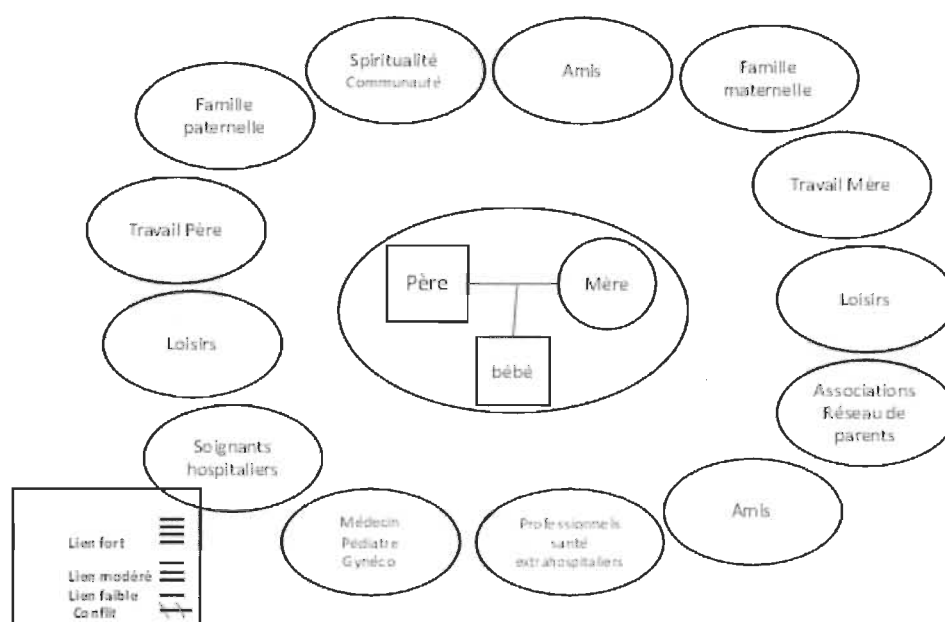 Spiritualité
Communauté
Amis
Famille
maternelle
Famille
paternelle
Travail Mère
Travail Père
Père
Mère
Loisirs
Loisirs
bébé
Associations
Réseau de
parents
Soignants
hospitaliers
Amis
Médecin
Pédiatre
Gynéco
Professionnels
santé
extrahospitaliers
Lien fort
Lien modéré
Lien faible
Conflit